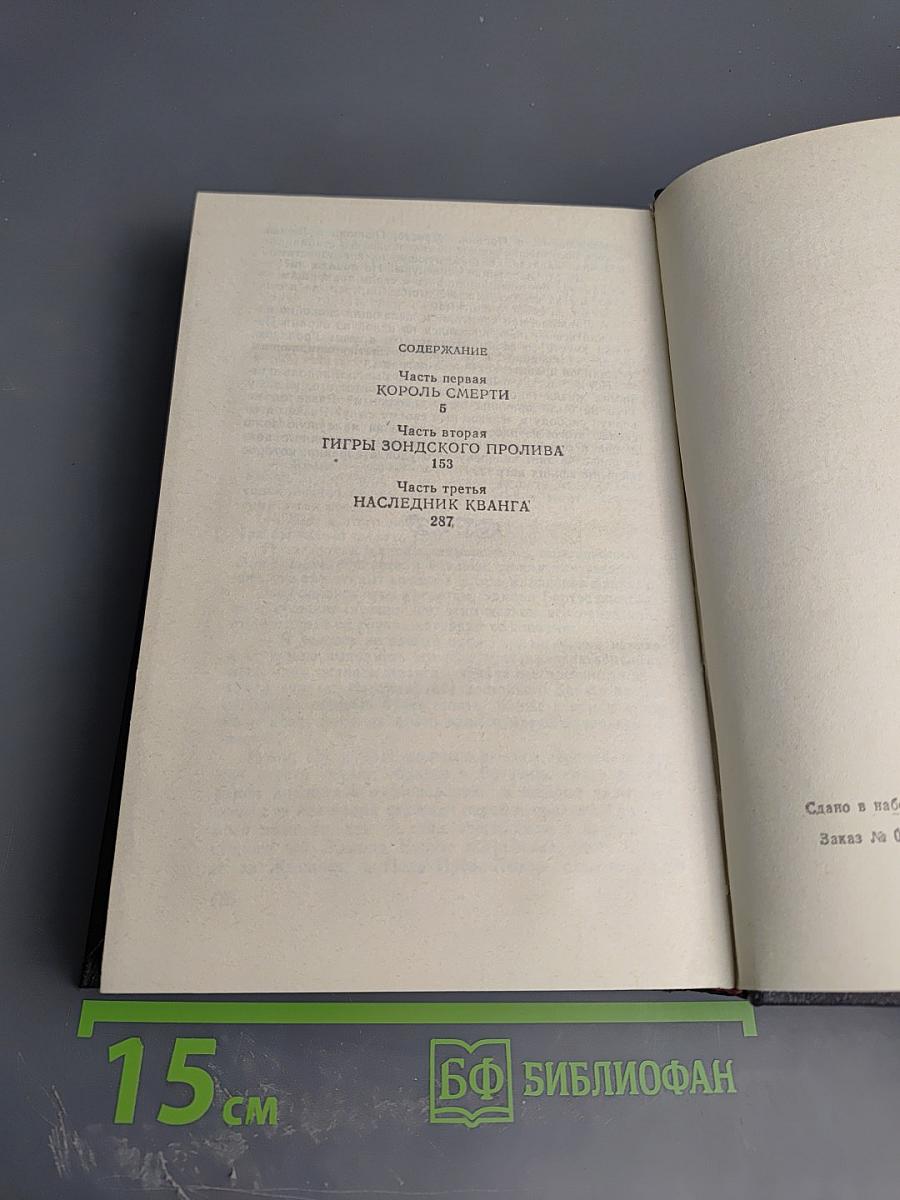 СОДЕРЖАНИЕ
Часть первая
КОРОЛЬ СМЕРТИ
5
Часть вторая
ТИГРЫ ЗОНДСКОГО ПРОЛИВА
153
Часть третья
НАСЛЕДНИК КВАНГА
287
Сдано в наб
Заказ №
15 см
БФ БИБЛИОФАН